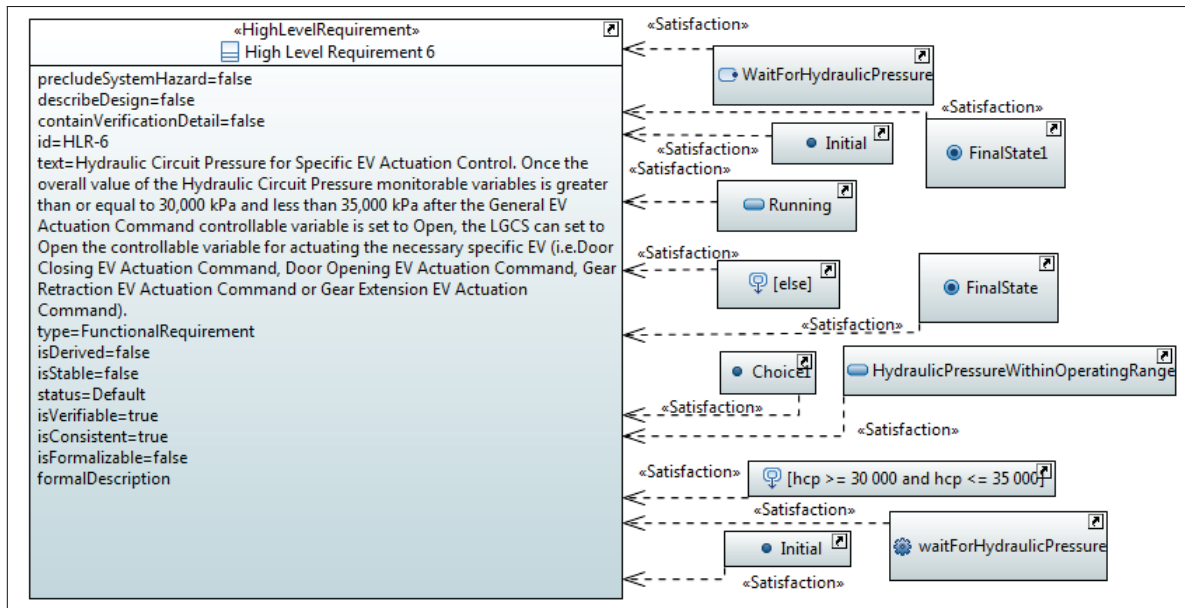 «HighLevelRequirement»
High Level Requirement 6
precludeSystemHazard=false
describeDesign=false
containVerificationDetail=false
id=HLR-6
text=Hydraulic Circuit Pressure for Specific EV Actuation Control. Once the
overall value of the Hydraulic Circuit Pressure monitorable variables is greater
than or equal to 30,000 kPa and less than 35,000 kPa after the General EV
Actuation Command controllable variable is set to Open, the LGCS can set to
Open the controllable variable for actuating the necessary specific EV (i.e.Door
Closing EV Actuation Command, Door Opening EV Actuation Command, Gear
Retraction EV Actuation Command or Gear Extension EV Actuation
Command).
type=FunctionalRequirement
isDerived=false
isStable=false
status=Default
isVerifiable=true
isConsistent=true
isFormalizable=false
formalDescription
«Satisfaction»
WaitForHydraulicPressure
«Satisfaction»
FinalState1
Initial
«Satisfaction»
«Satisfaction»
Running
«Satisfaction»
[else]
FinalState
«Satisfaction»
Choice1
«Satisfaction»
HydraulicPressureWithinOperatingRange
«Satisfaction»
«Satisfaction»
[hcp >= 30 000 and hcp <= 35 000]
«Satisfaction»
waitForHydraulicPressure
Initial
«Satisfaction»